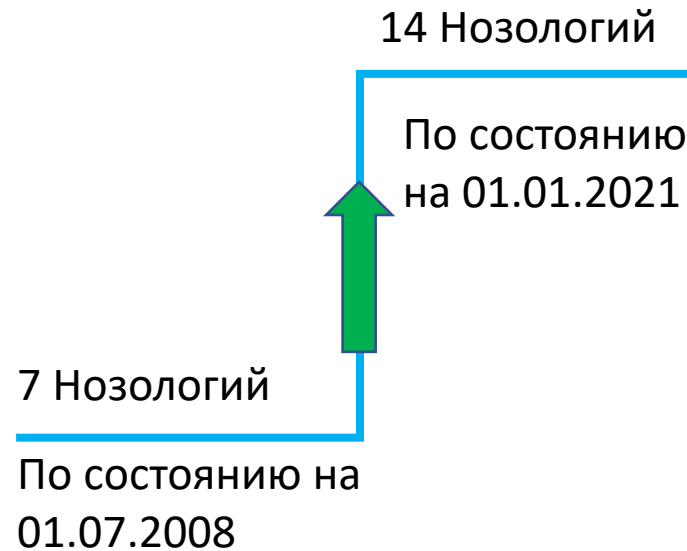 14 Нозологий
По состоянию
на 01.01.2021
7 Нозологий
По состоянию на
01.07.2008